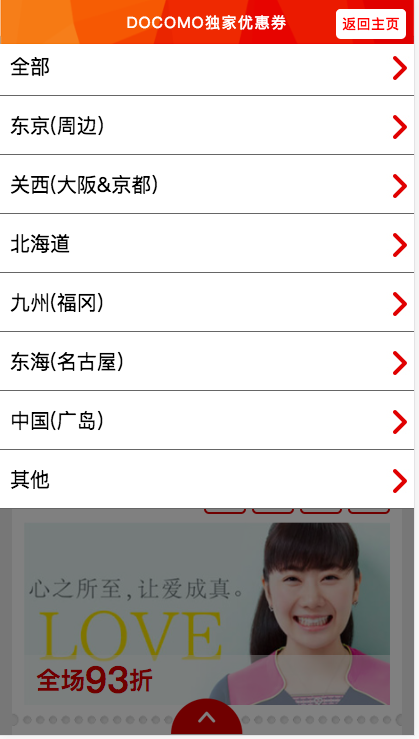 DOCOMO独家优惠券
返回主页
全部
东京(周边)
关西(大阪&京都)
北海道
九州(福冈)
东海(名古屋)
中国(广岛)
其他
心之所至,让爱成真。
LOVE
全场93折